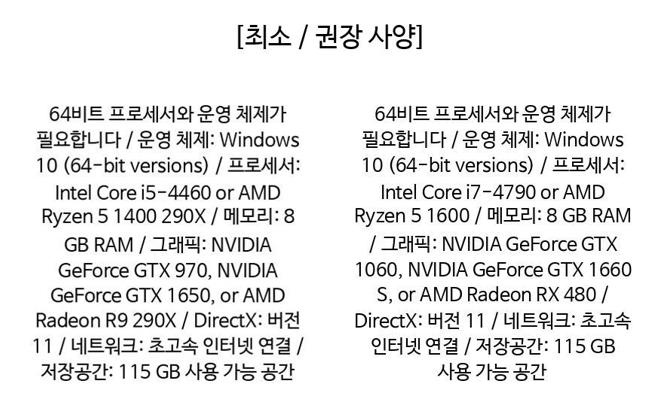 [최소 / 권장 사양]
64비트 프로세서와 운영 체제가
필요합니다 / 운영 체제: Windows
10 (64-bit versions) / 프로세서:
Intel Core i5-4460 or AMD
Ryzen 5 1400 290X / 메모리: 8
GB RAM / 그래픽: NVIDIA
GeForce GTX 970, NVIDIA
GeForce GTX 1650, or AMD
Radeon R9 290X / DirectX: 버전
11 / 네트워크: 초고속 인터넷 연결 /
저장공간: 115 GB 사용 가능 공간
64비트 프로세서와 운영 체제가
필요합니다 / 운영 체제: Windows
10 (64-bit versions) / 프로세서:
Intel Core i7-4790 or AMD
Ryzen 5 1600 / 메모리: 8 GB RAM
/ 그래픽: NVIDIA GeForce GTX
1060, NVIDIA GeForce GTX 1660
S, or AMD Radeon RX 480 /
DirectX: 버전 11 / 네트워크: 초고속
인터넷 연결 / 저장공간: 115 GB
사용 가능 공간